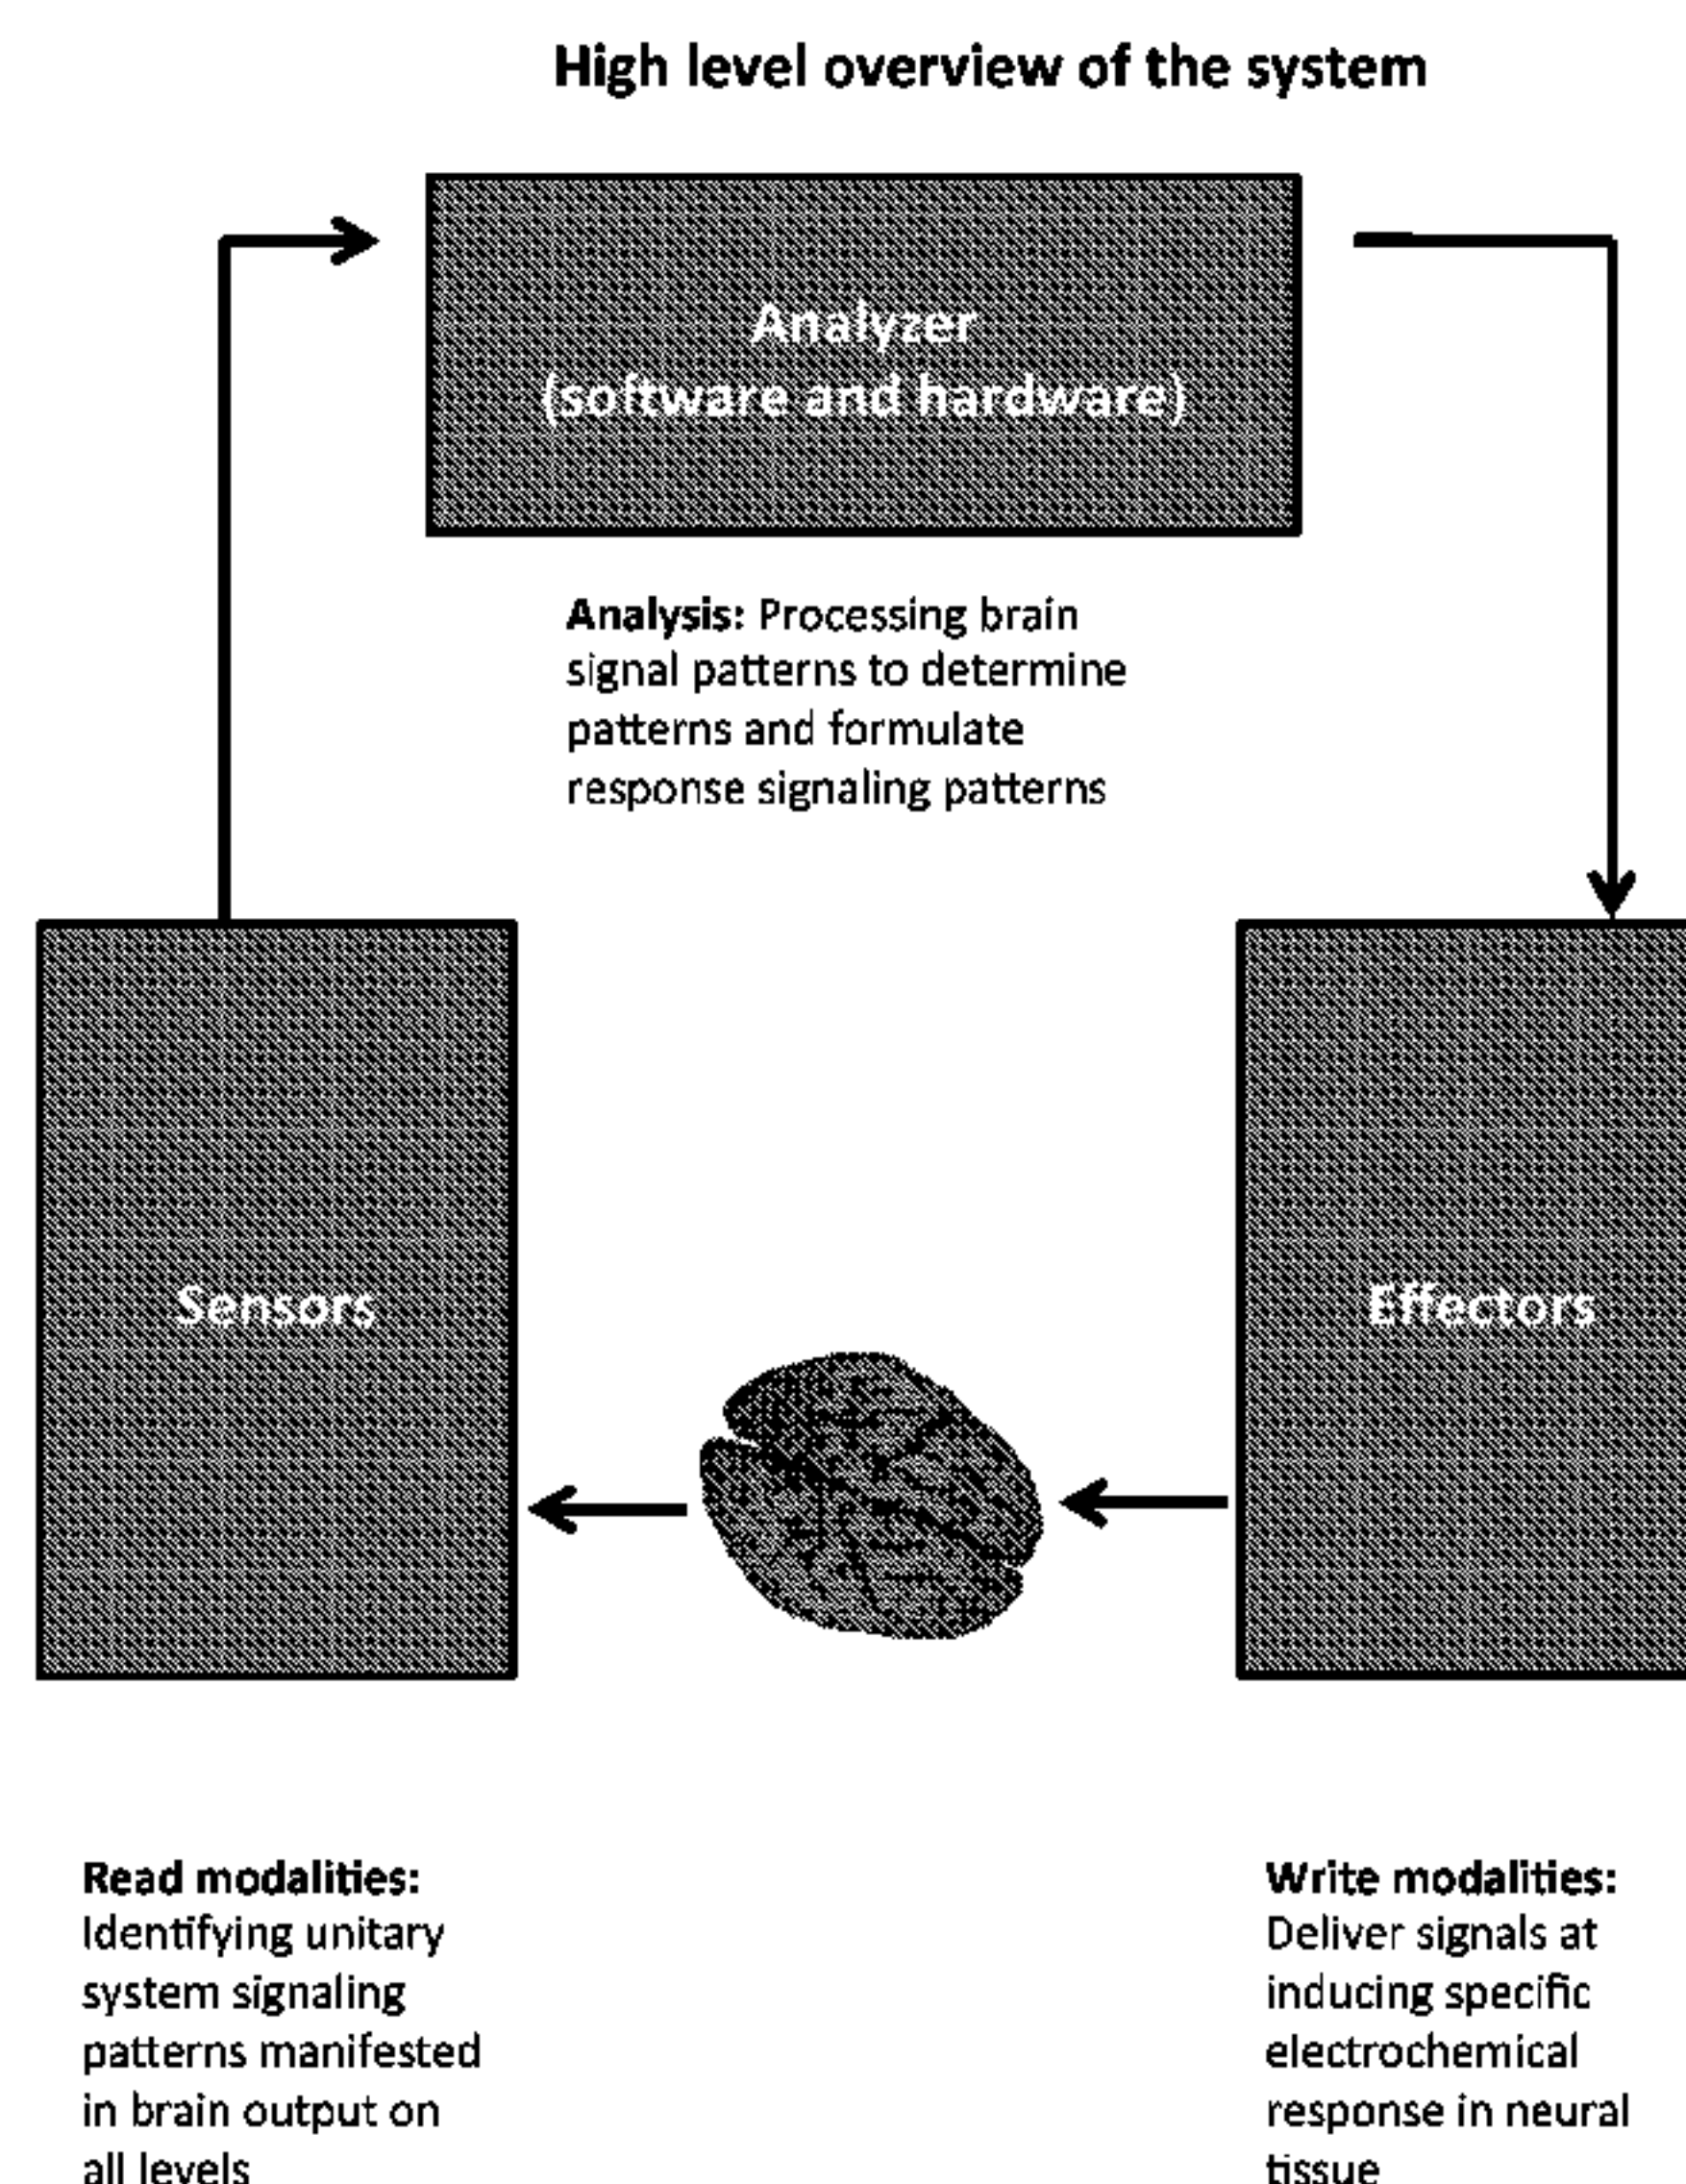 High level overview of the system
Analyzer
(software and hardware)
Analysis: Processing brain
signal patterns to determine
patterns and formulate
response signaling patterns
Sensors
Effectors
Read modalities:
Identifying unitary
system signaling
patterns manifested
in brain output on
all levels
Write modalities:
Deliver signals at
inducing specific
electrochemical
response in neural
tissue